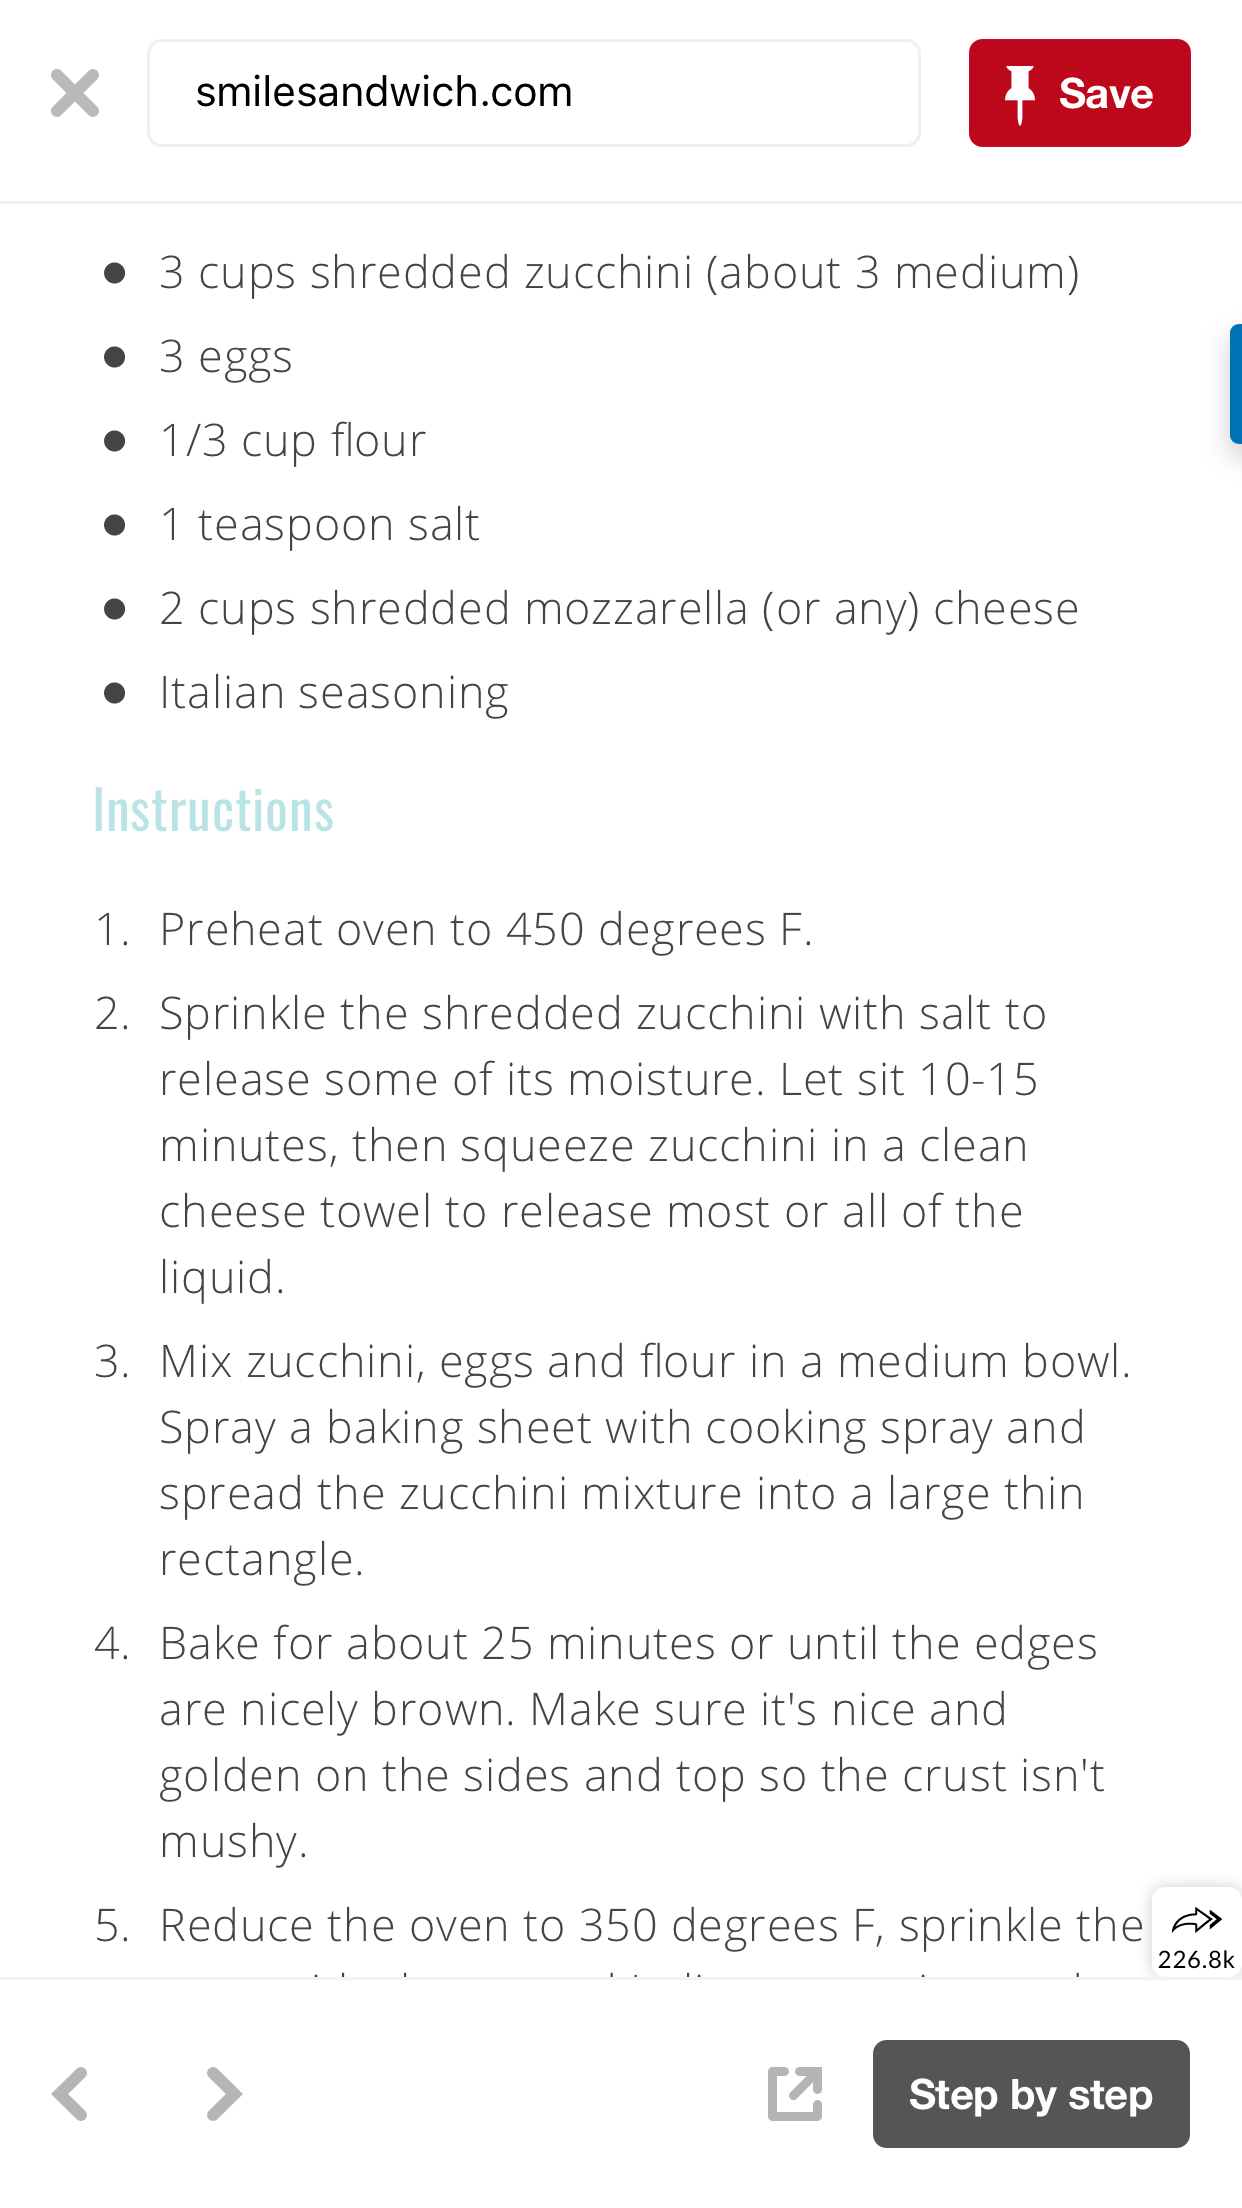 smilesandwich.com
Save
• 3 cups shredded zucchini (about 3 medium)
• 3 eggs
• 1/3 cup flour
• 1 teaspoon salt
• 2 cups shredded mozzarella (or any) cheese
• Italian seasoning
Instructions
1. Preheat oven to 450 degrees F.
2. Sprinkle the shredded zucchini with salt to
release some of its moisture. Let sit 10-15
minutes, then squeeze zucchini in a clean
cheese towel to release most or all of the
liquid.
3. Mix zucchini, eggs and flour in a medium bowl.
Spray a baking sheet with cooking spray and
spread the zucchini mixture into a large thin
rectangle.
4. Bake for about 25 minutes or until the edges
are nicely brown. Make sure it's nice and
golden on the sides and top so the crust isn't
mushy.
5. Reduce the oven to 350 degrees F, sprinkle the
226.8k
Step by step